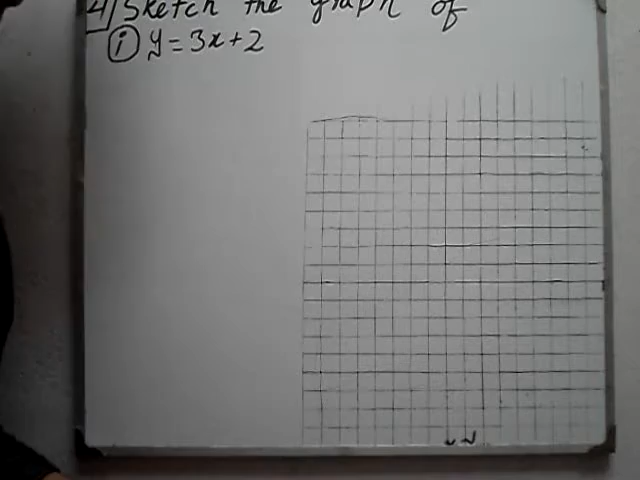 4) Sketch the graph of
(i) y = 3x + 2